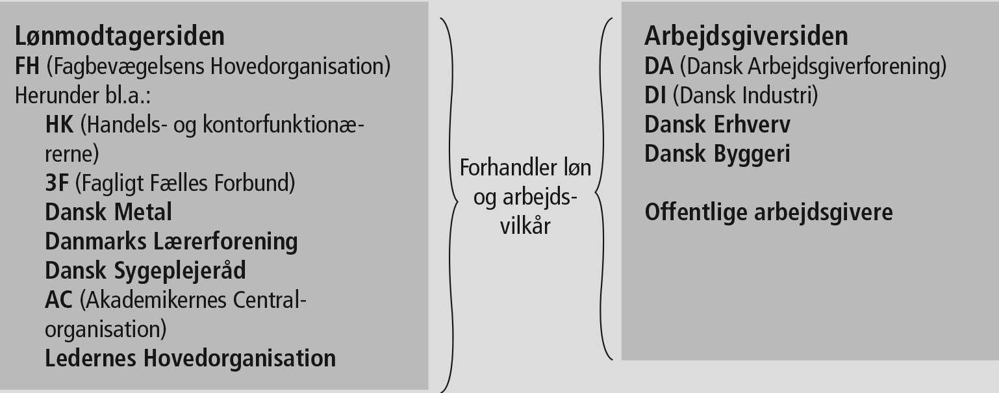 Lønmodtagersiden
FH (Fagbevægelsens Hovedorganisation)
Herunder bl.a.:
HK (Handels- og kontorfunktionæ-
rerne)
3F (Fagligt Fælles Forbund)
Dansk Metal
Danmarks Lærerforening
Dansk Sygeplejeråd
AC (Akademikernes Central-
organisation)
Ledernes Hovedorganisation
Forhandler løn
og arbejds-
vilkår
Arbejdsgiversiden
DA (Dansk Arbejdsgiverforening)
DI (Dansk Industri)
Dansk Erhverv
Dansk Byggeri
Offentlige arbejdsgivere